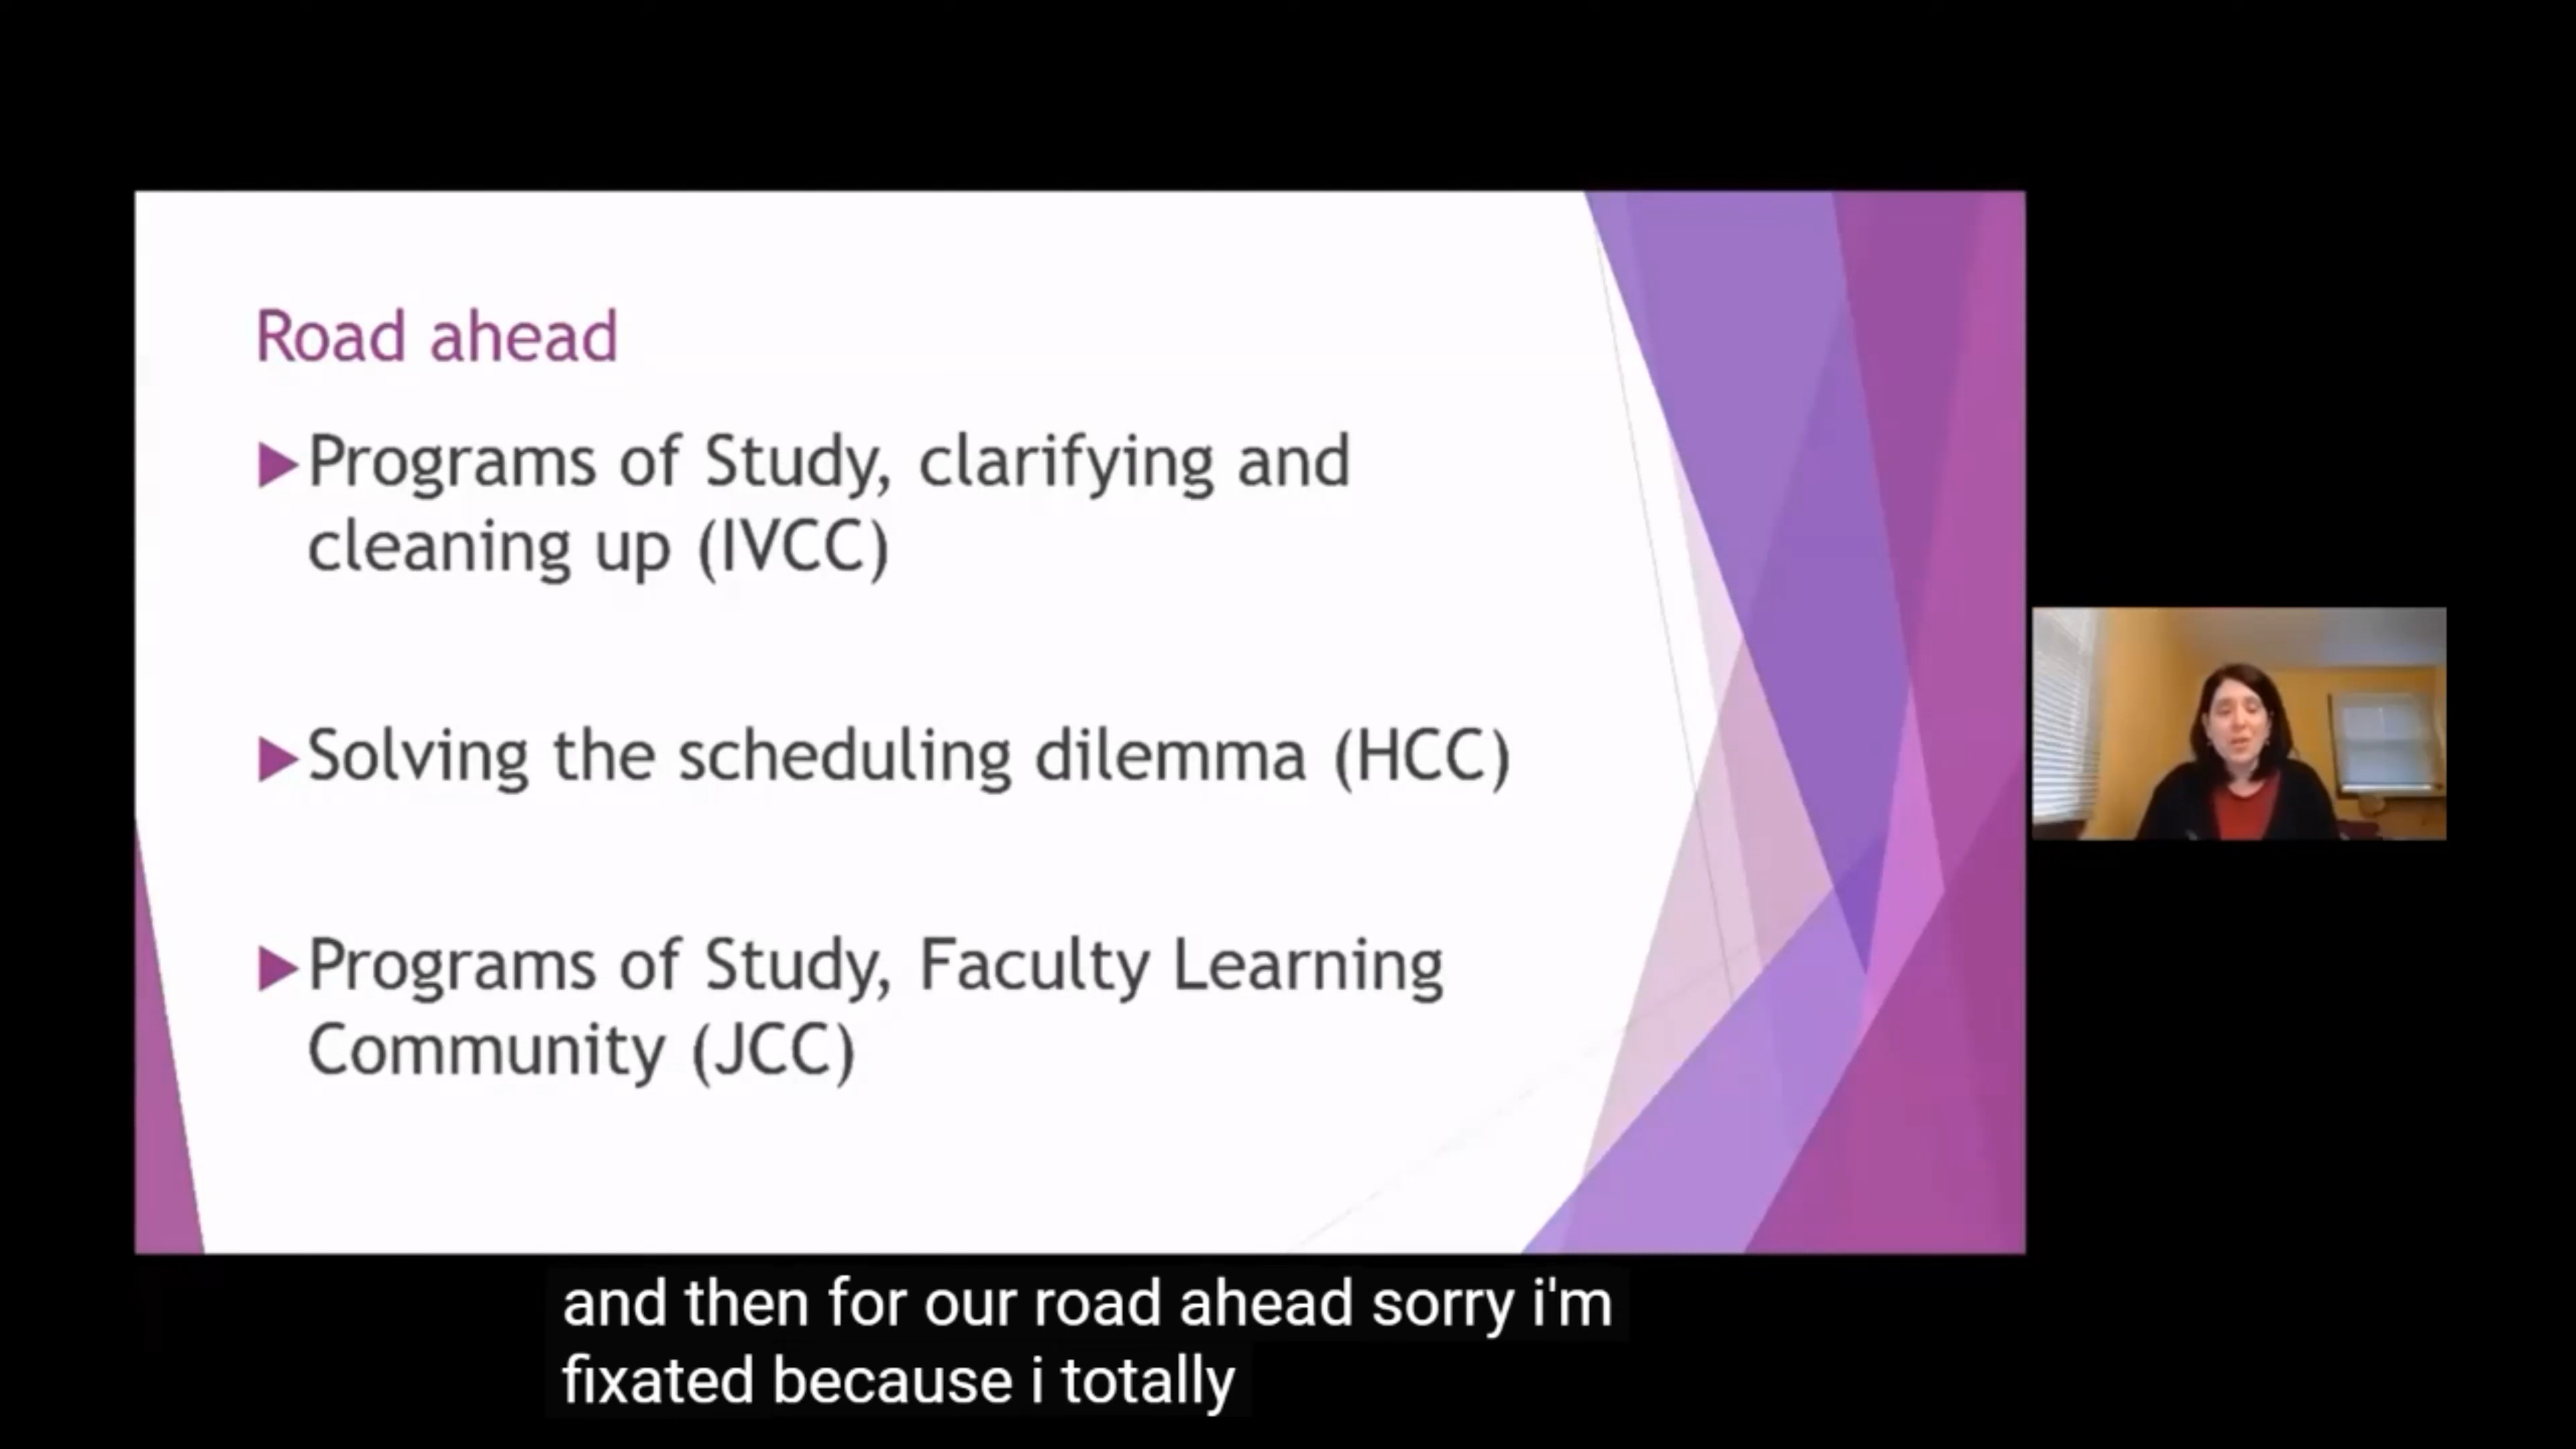 Road ahead
Programs of Study, clarifying and
cleaning up (IVCC)
Solving the scheduling dilemma (HCC)
Programs of Study, Faculty Learning
Community (JCC)
and then for our road ahead sorry i'm
fixated because i totally